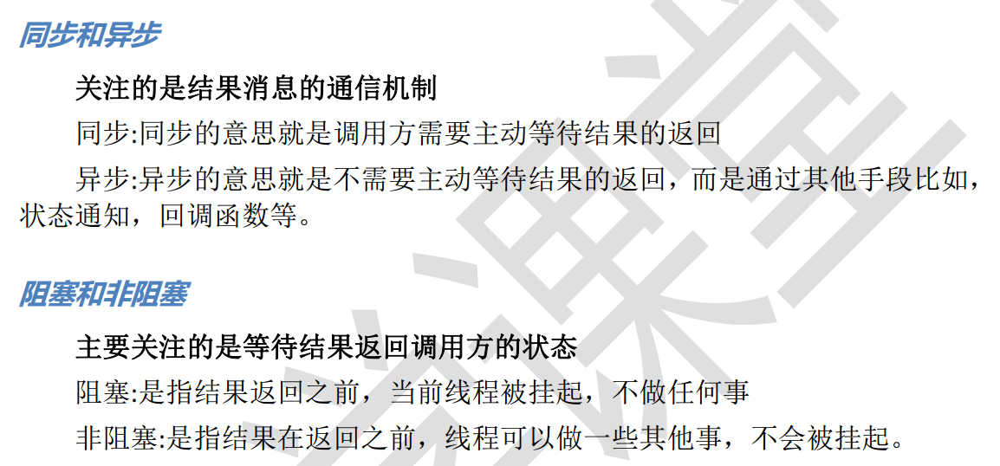 同步和异步
关注的是结果消息的通信机制
同步:同步的意思就是调用方需要主动等待结果的返回
异步:异步的意思就是不需要主动等待结果的返回，而是通过其他手段比如，
状态通知，回调函数等。
阻塞和非阻塞
主要关注的是等待结果返回调用方的状态
阻塞:是指结果返回之前，当前线程被挂起，不做任何事
非阻塞:是指结果在返回之前，线程可以做一些其他事，不会被挂起。
学课堂